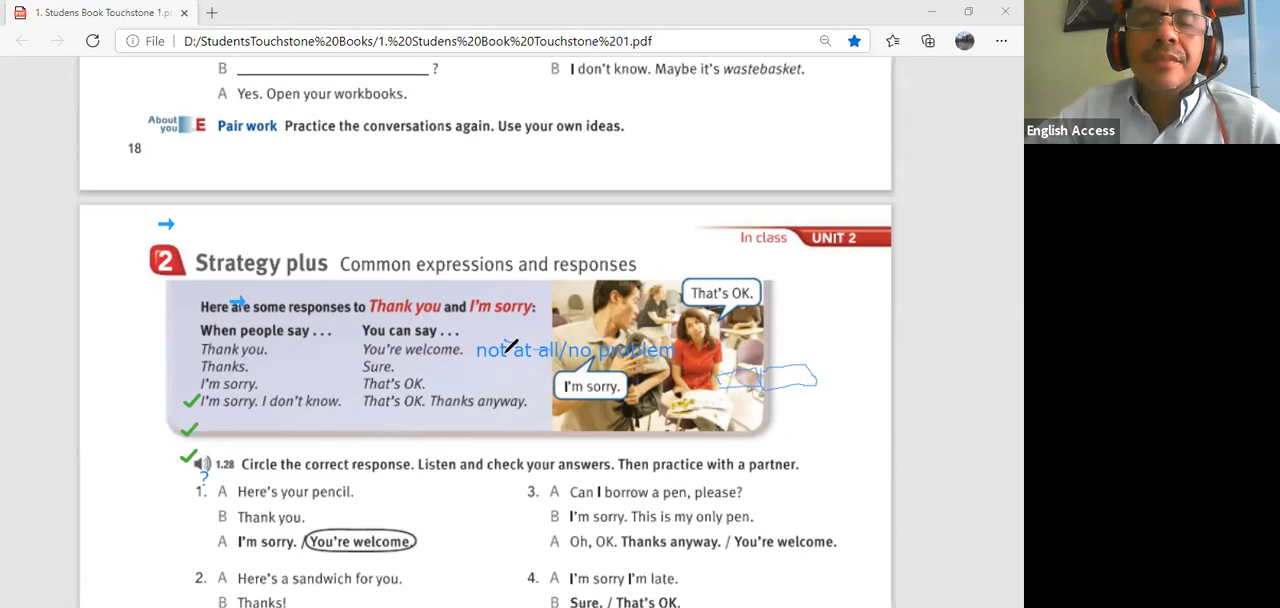 1. Studens Book Touchstone 1.p
File
D:/StudentsTouchstone%20Books/1.%20Studens%20Book%20Touchstone%201.pdf
B ____________________ ?
A Yes. Open your workbooks.
B I don't know. Maybe it's wastebasket.
About you E Pair work Practice the conversations again. Use your own ideas.
18
In class UNIT 2
2 Strategy plus Common expressions and responses
Here are some responses to Thank you and I'm sorry:
When people say . . . You can say . . .
Thank you. You're welcome. not at all/no problem
Thanks. Sure.
I'm sorry. That's OK.
I'm sorry. I don't know. That's OK. Thanks anyway.
That's OK.
I'm sorry.
1.28 Circle the correct response. Listen and check your answers. Then practice with a partner.
?
1. A Here's your pencil.
B Thank you.
A I'm sorry. / You're welcome.
2. A Here's a sandwich for you.
B Thanks!
3. A Can I borrow a pen, please?
B I'm sorry. This is my only pen.
A Oh, OK. Thanks anyway. / You're welcome.
4. A I'm sorry I'm late.
B Sure. / That's OK.
English Access